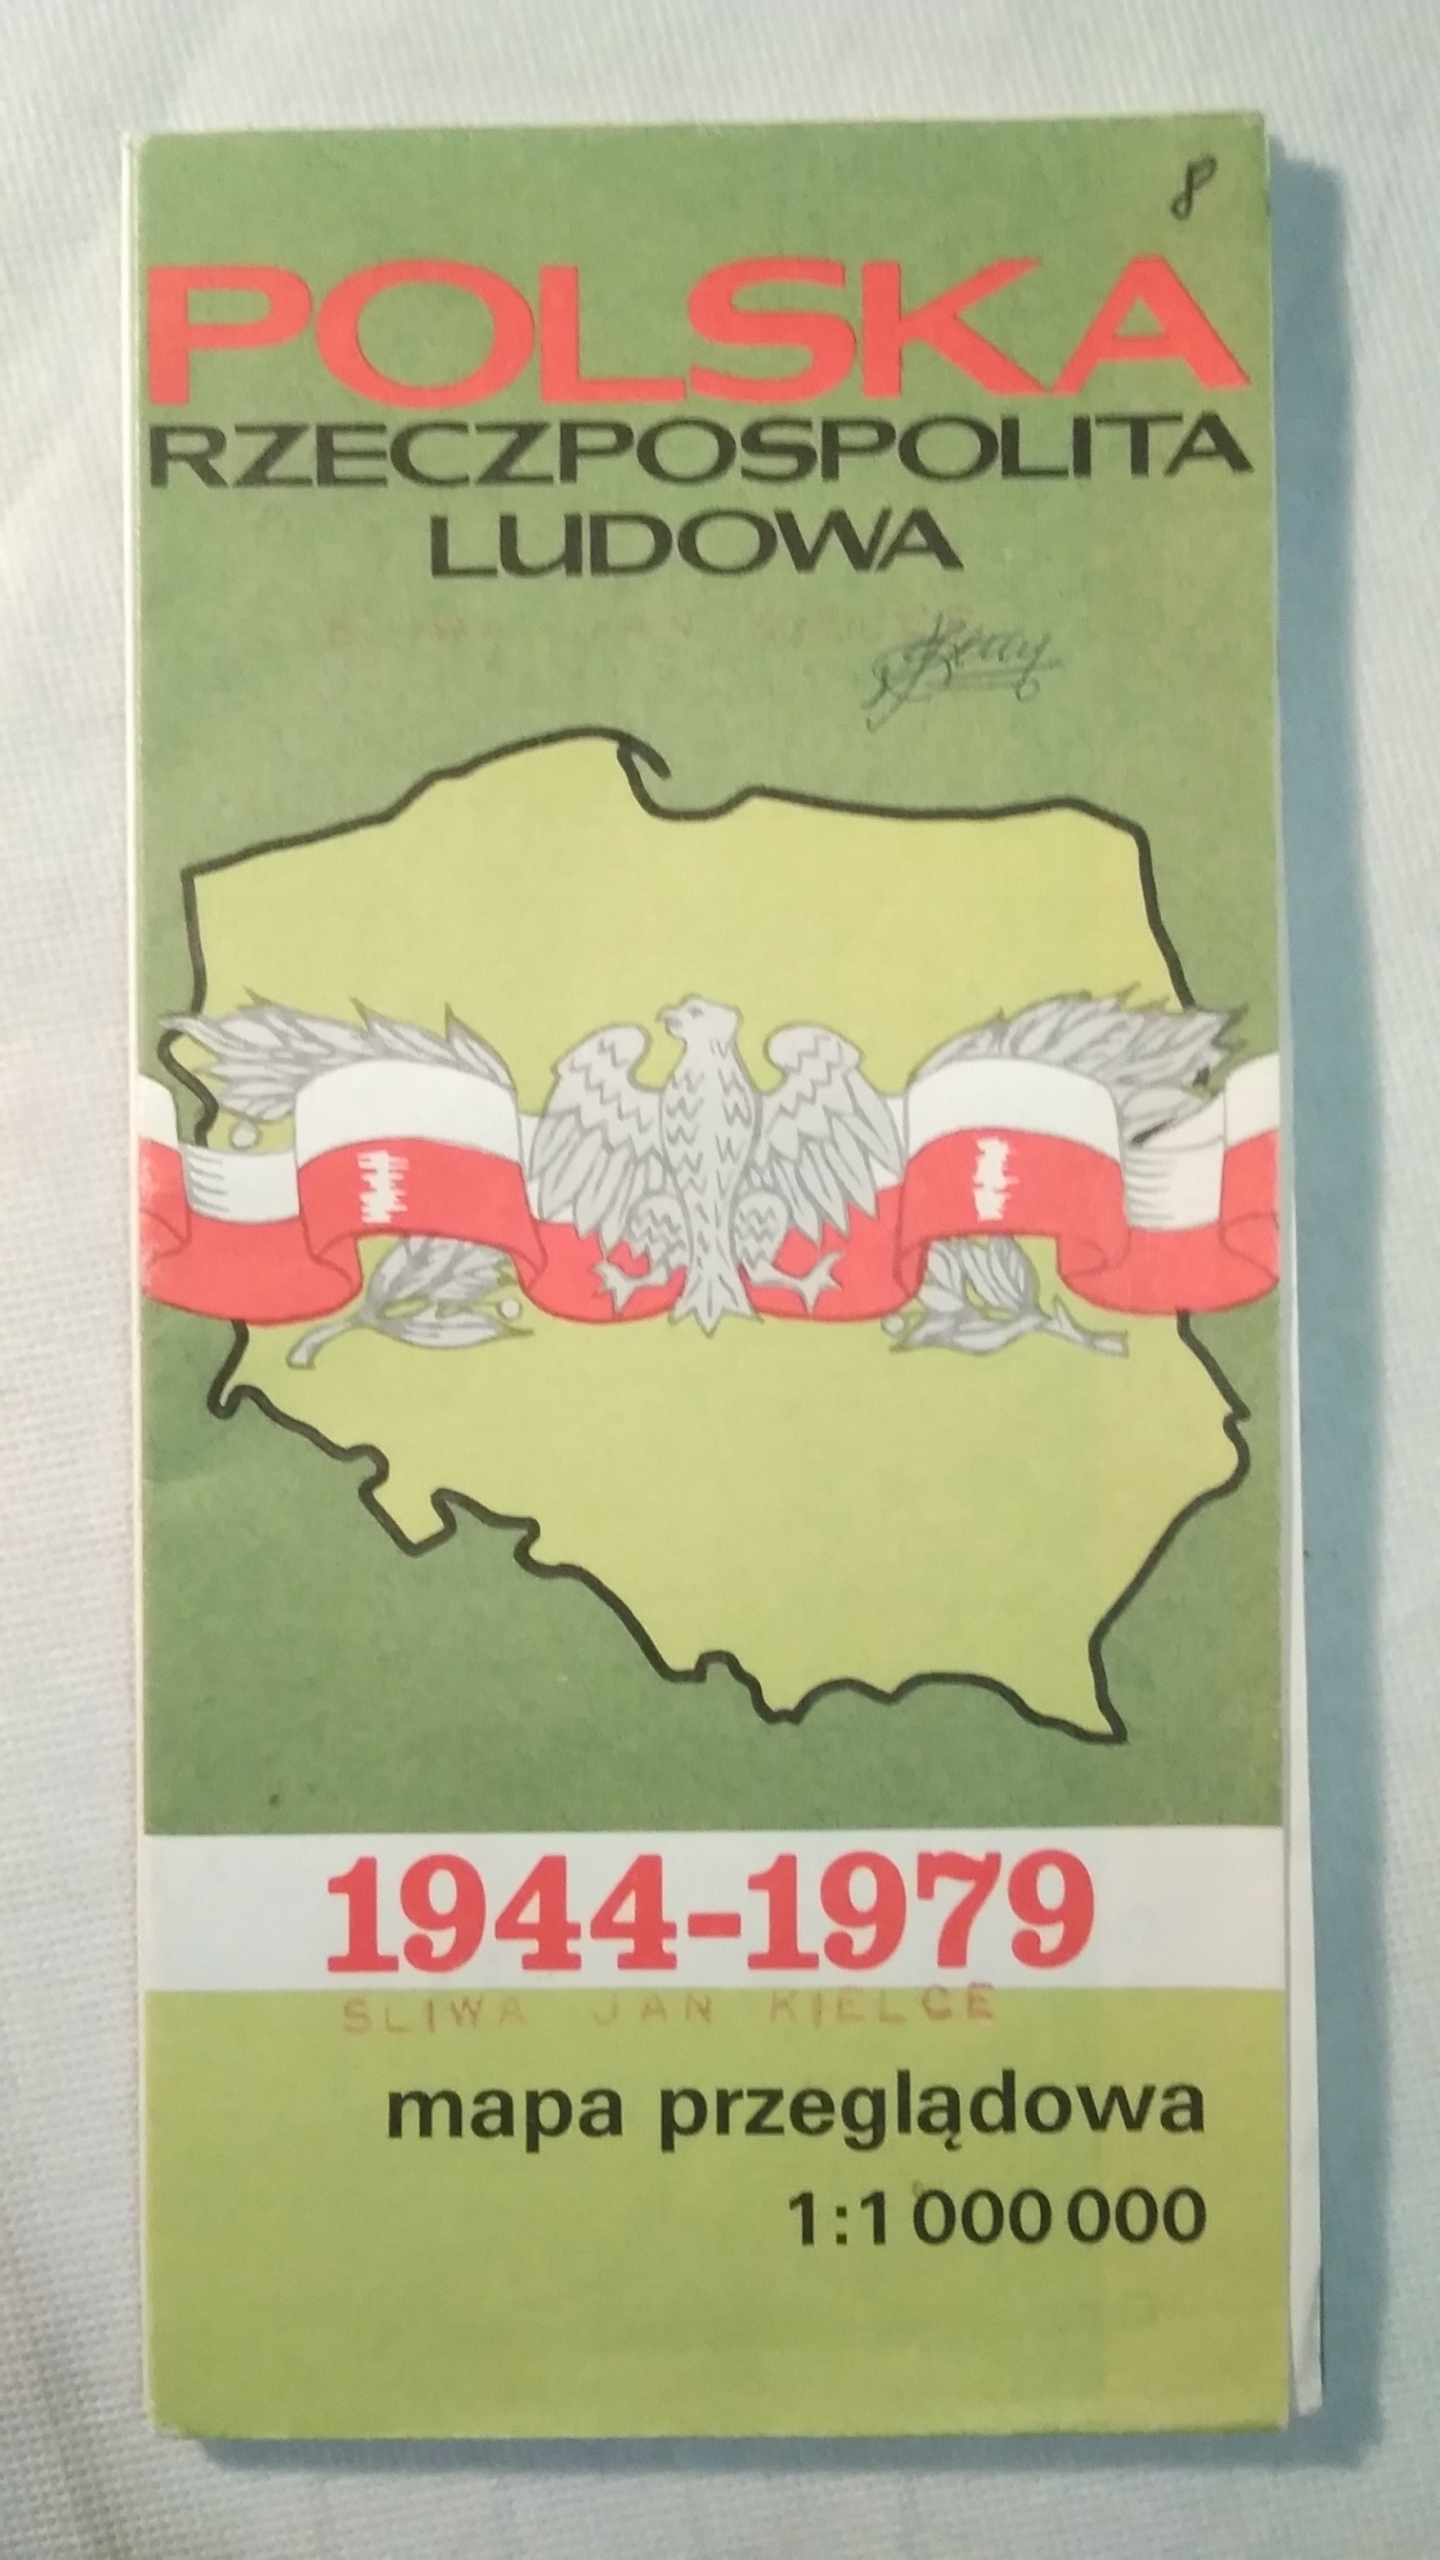 8
POLSKA
RZECZPOSPOLITA
LUDOWA
1944-1979
SLIWA JAN KIELCE
mapa przeglądowa
1:1 000 000